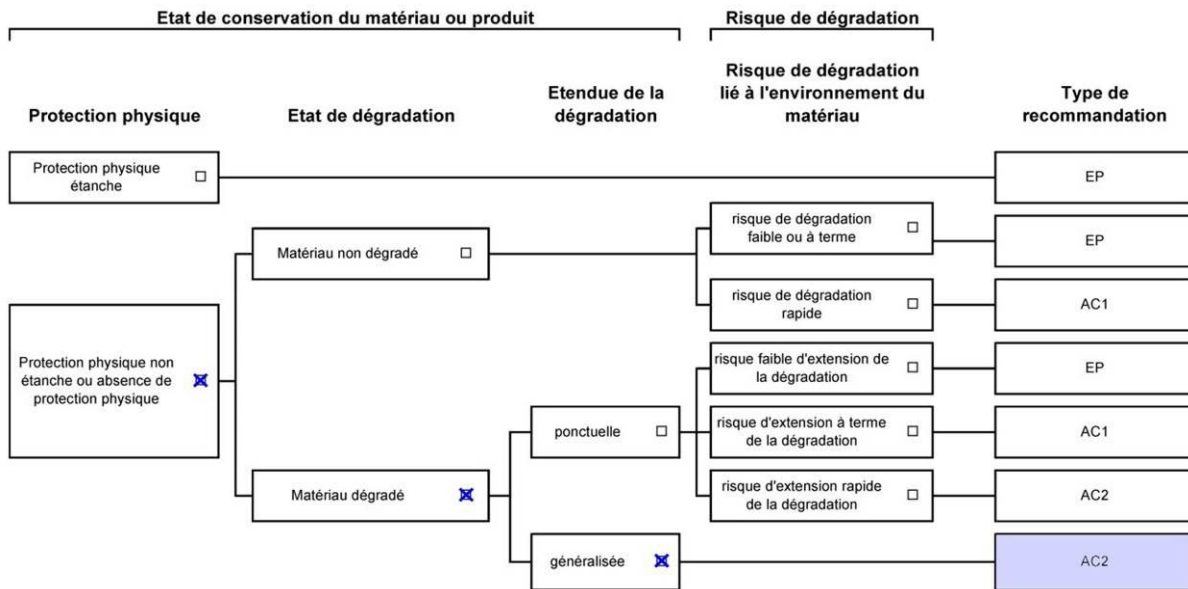 Etat de conservation du matériau ou produit
Risque de dégradation
Protection physique
Etat de dégradation
Etendue de la
dégradation
Risque de dégradation
lié à l'environnement du
matériau
Type de
recommandation
Protection physique
étanche
EP
Matériau non dégradé
risque de dégradation
faible ou à terme
EP
risque de dégradation
rapide
AC1
Protection physique non
étanche ou absence de
protection physique
risque faible d'extension de
la dégradation
EP
ponctuelle
risque d'extension à terme
de la dégradation
AC1
Matériau dégradé
risque d'extension rapide
de la dégradation
AC2
généralisée
AC2